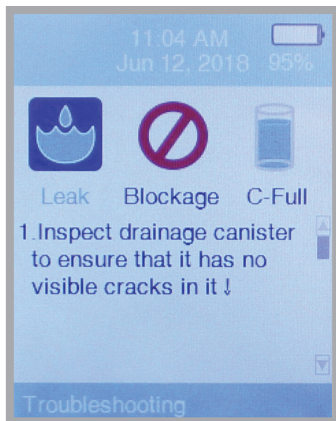 11:04 AM
Jun 12, 2018 95%
Leak Blockage C-Full
1.Inspect drainage canister
to ensure that it has no
visible cracks in it !
Troubleshooting